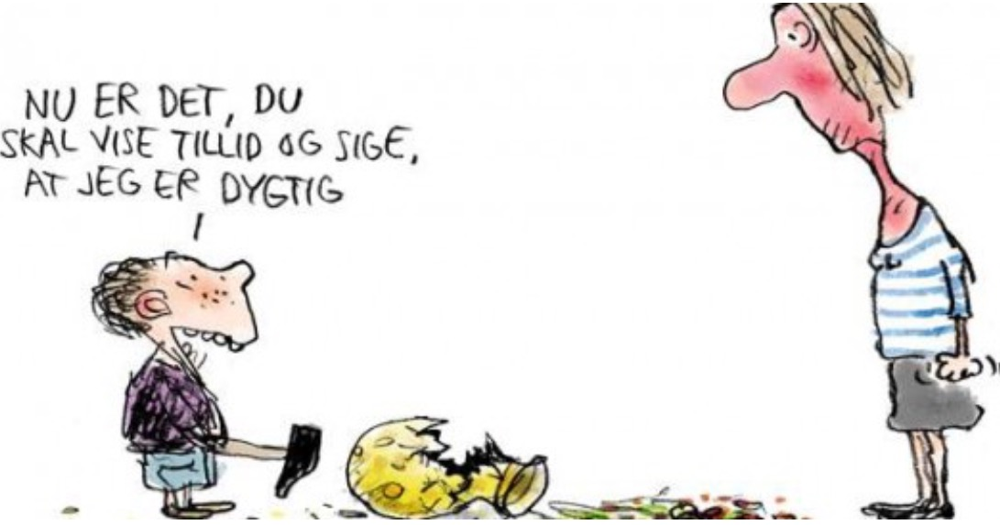 NU ER DET, DU
SKAL VISE TILLID OG SIGE,
AT JEG ER DYGTIG